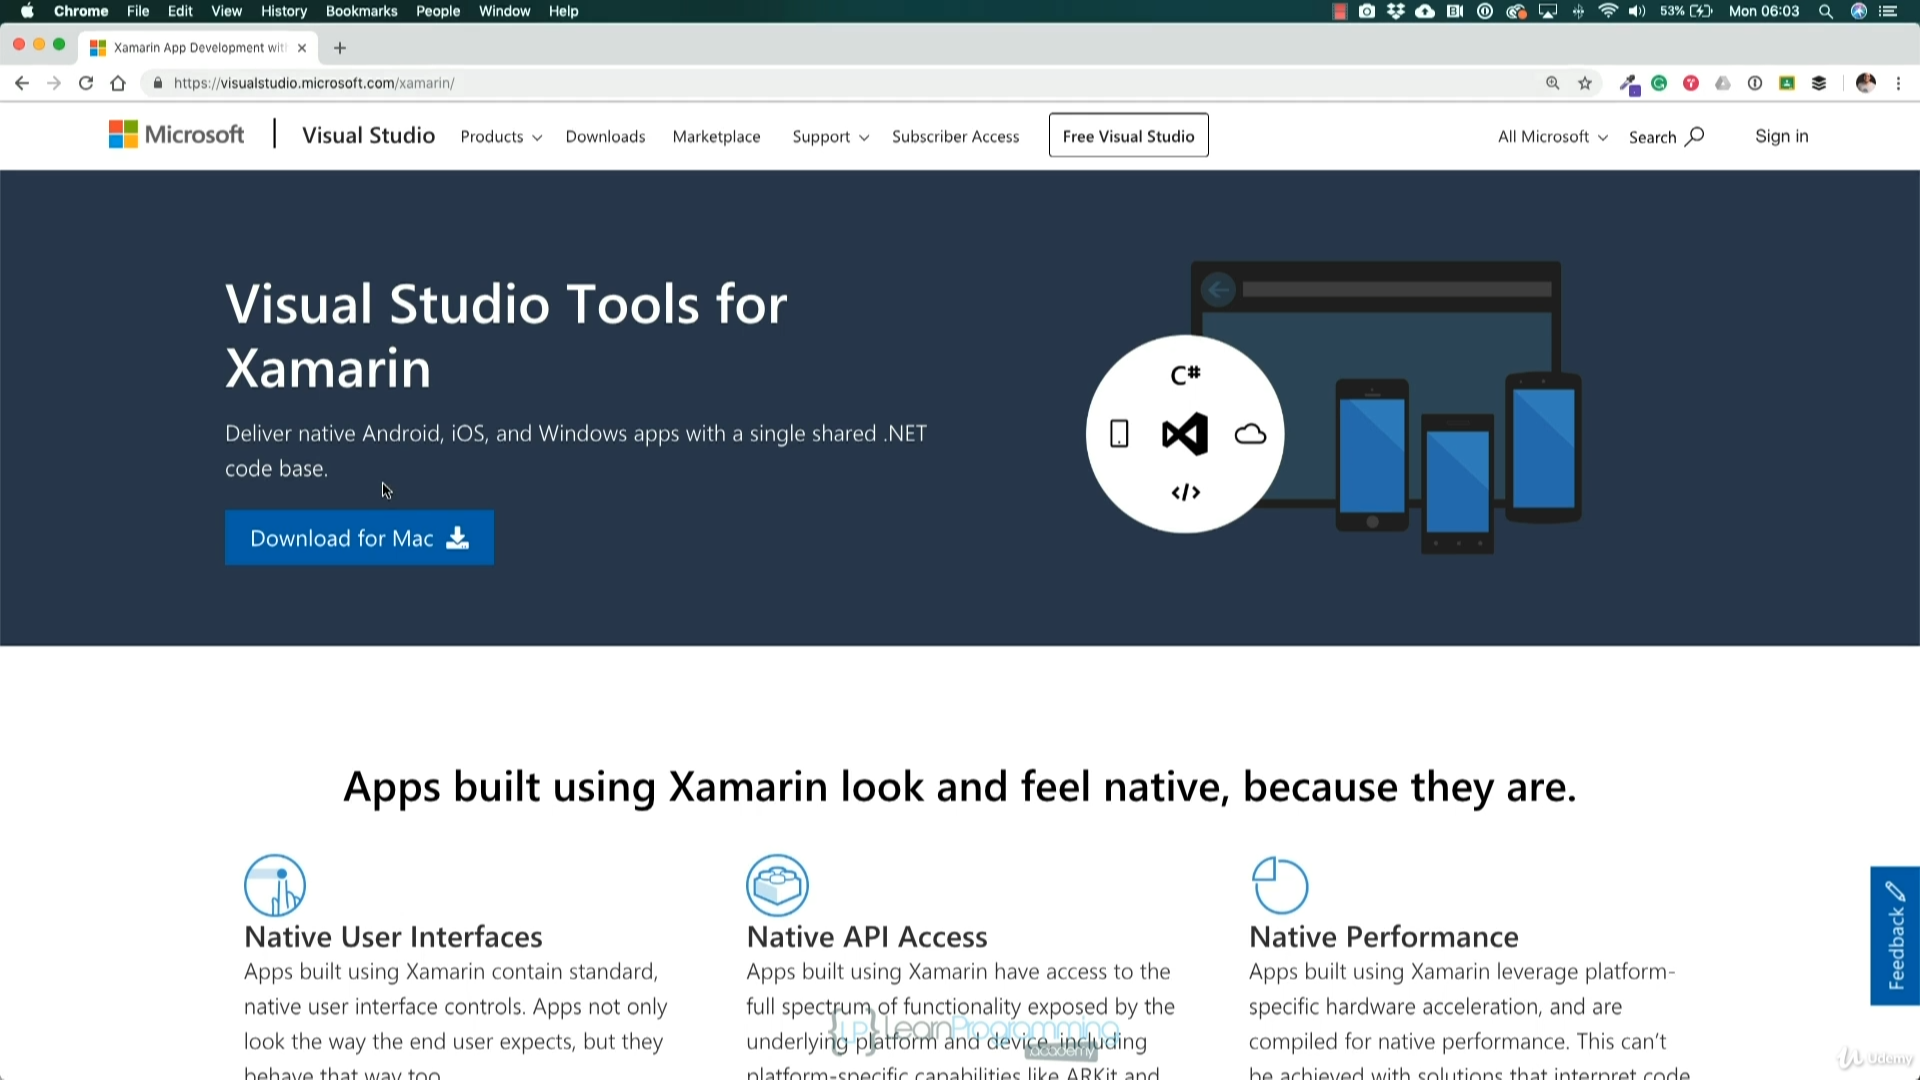 Chrome File Edit View History Bookmarks People Window Help
53% Mon 06:03
Xamarin App Development wit
https://visualstudio.microsoft.com/xamarin/
Microsoft Visual Studio Products Downloads Marketplace Support Subscriber Access Free Visual Studio All Microsoft Search Sign in
Visual Studio Tools for
Xamarin
Deliver native Android, iOS, and Windows apps with a single shared .NET
code base.
Download for Mac
C#
</>
Apps built using Xamarin look and feel native, because they are.
Native User Interfaces
Apps built using Xamarin contain standard,
native user interface controls. Apps not only
look the way the end user expects, but they
behave that way too.
Native API Access
Apps built using Xamarin have access to the
full spectrum of functionality exposed by the
underlying platform and device, including
platform-specific capabilities like ARKit and
Native Performance
Apps built using Xamarin leverage platform-
specific hardware acceleration, and are
compiled for native performance. This can't
be achieved with solutions that interpret code
Feedback
{LP} LearnProgramming
.academy
Udemy